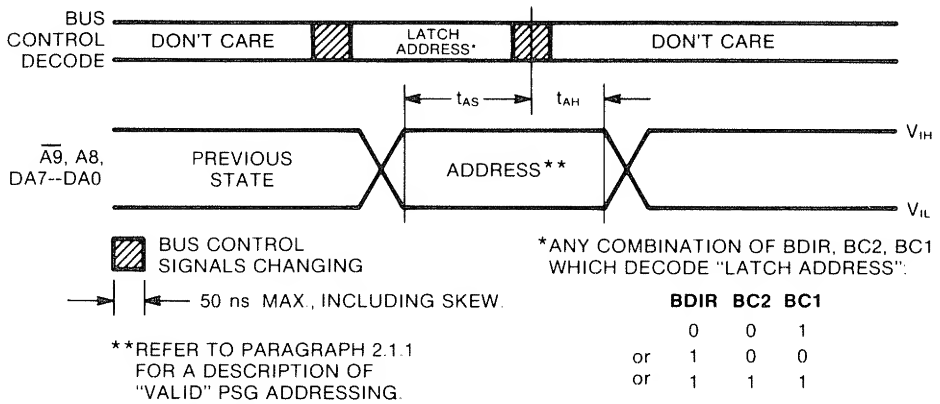 BUS
CONTROL
DECODE
DON'T CARE
LATCH
ADDRESS*
DON'T CARE
tAS
tAH
A9, A8,
DA7--DA0
PREVIOUS
STATE
ADDRESS**
VIH
VIL
BUS CONTROL
SIGNALS CHANGING
50 ns MAX., INCLUDING SKEW.
**REFER TO PARAGRAPH 2.1.1
FOR A DESCRIPTION OF
"VALID" PSG ADDRESSING.
*ANY COMBINATION OF BDIR, BC2, BC1
WHICH DECODE "LATCH ADDRESS":
BDIR BC2 BC1
0 0 1
or 1 0 0
or 1 1 1